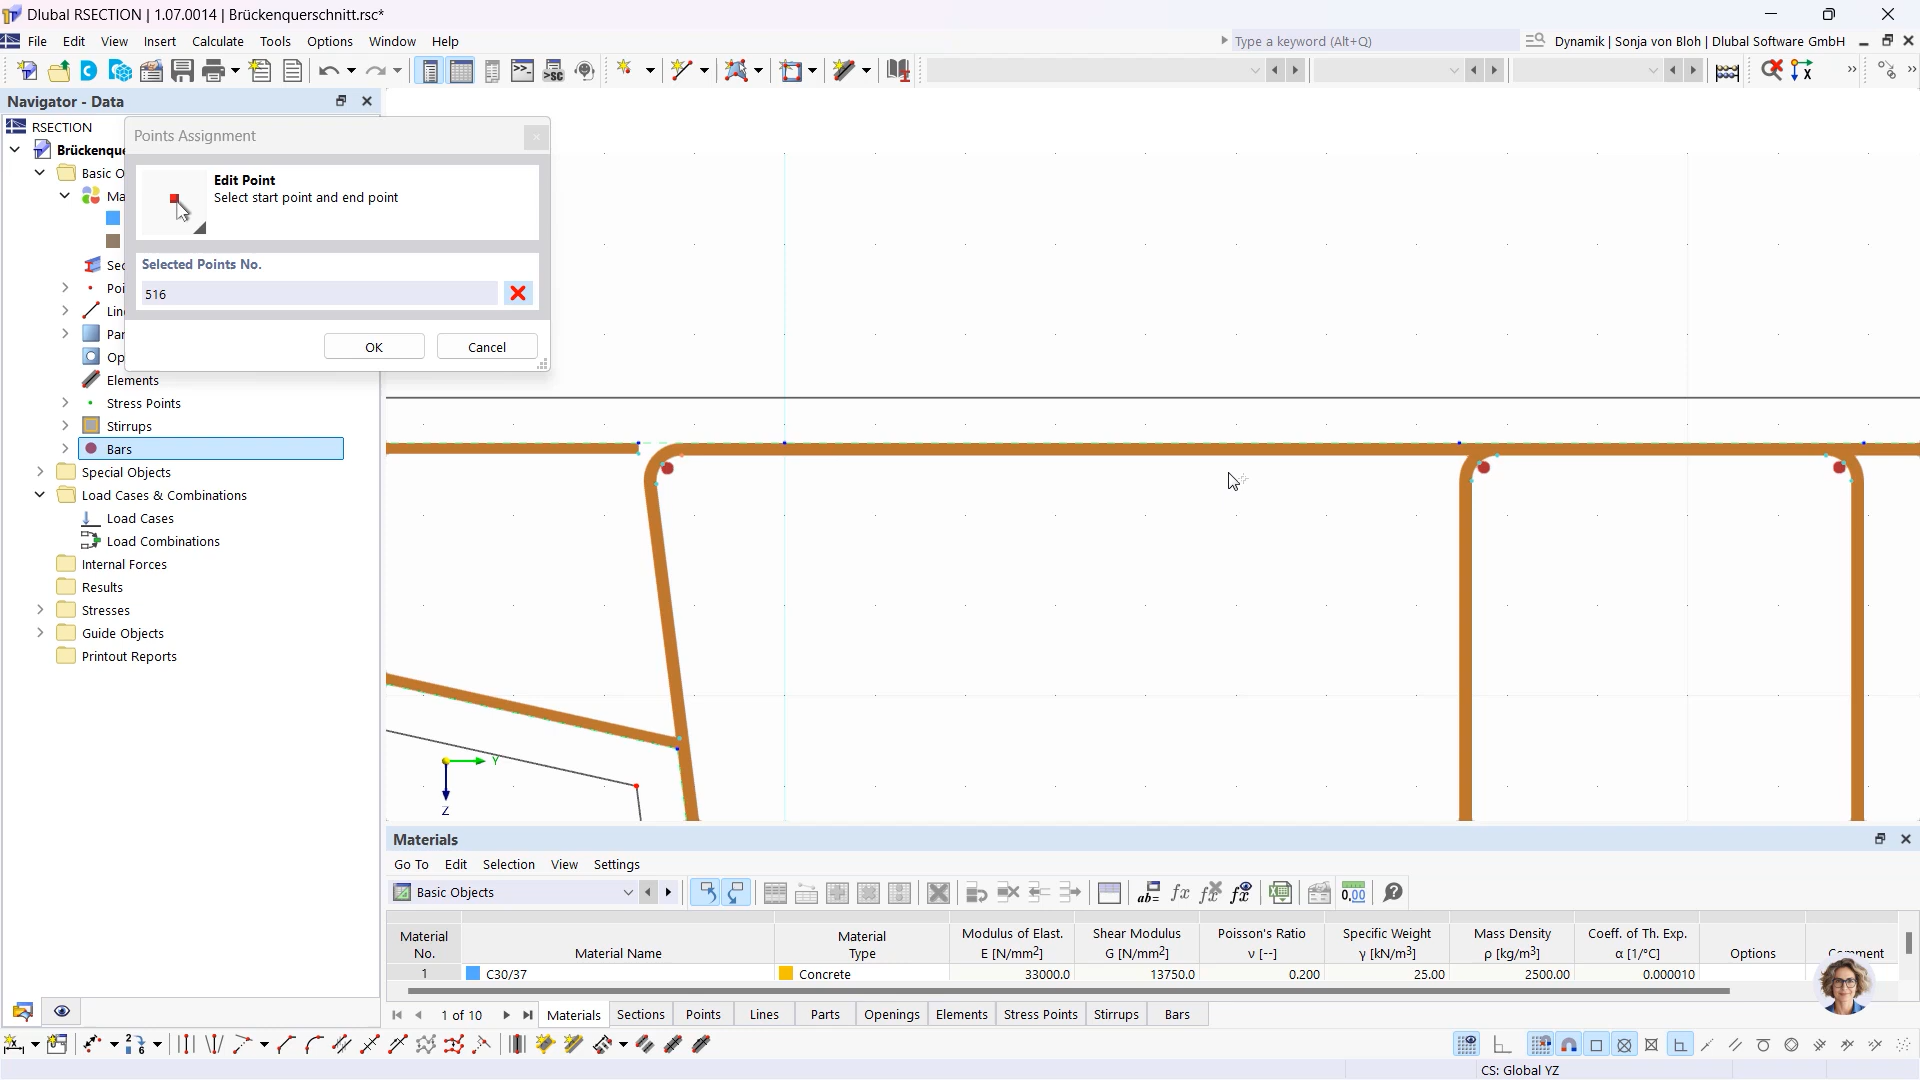 Dlubal RSECTION | 1.07.0014 | Brückenquerschnitt.rsc*
File Edit View Insert Calculate Tools Options Window Help
Type a keyword (Alt+Q)
Dynamik | Sonja von Bloh | Dlubal Software GmbH
Navigator - Data
RSECTION
Brückenque
Basic O
Ma
Sec
Poi
Lin
Par
Op
Elements
Stress Points
Stirrups
Bars
Special Objects
Load Cases & Combinations
Load Cases
Load Combinations
Internal Forces
Results
Stresses
Guide Objects
Printout Reports
Points Assignment
Edit Point
Select start point and end point
Selected Points No.
516
OK Cancel
Y
Z
Materials
Go To Edit Selection View Settings
Basic Objects
Material No. Material Name Material Type Modulus of Elast. E [N/mm2] Shear Modulus G [N/mm2] Poisson's Ratio ν [--] Specific Weight γ [kN/m3] Mass Density ρ [kg/m3] Coeff. of Th. Exp. α [1/°C] Options Comment
1 C30/37 Concrete 33000.0 13750.0 0.200 25.00 2500.00 0.000010
1 of 10 Materials Sections Points Lines Parts Openings Elements Stress Points Stirrups Bars
CS: Global YZ